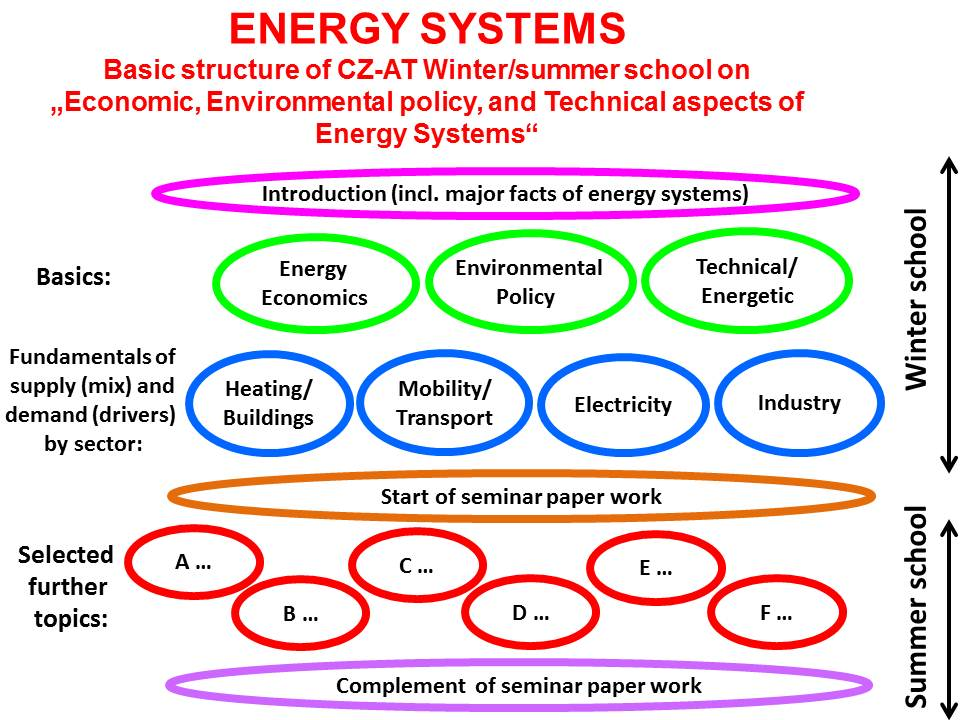 ENERGY SYSTEMS
Basic structure of CZ-AT Winter/summer school on
„Economic, Environmental policy, and Technical aspects of
Energy Systems“
Introduction (incl. major facts of energy systems)
Basics:
Energy
Economics
Environmental
Policy
Technical/
Energetic
Fundamentals of
supply (mix) and
demand (drivers)
by sector:
Heating/
Buildings
Mobility/
Transport
Electricity
Industry
Winter school
Start of seminar paper work
Selected
further
topics:
A ...
B ...
C ...
D ...
E ...
F ...
Summer school
Complement of seminar paper work